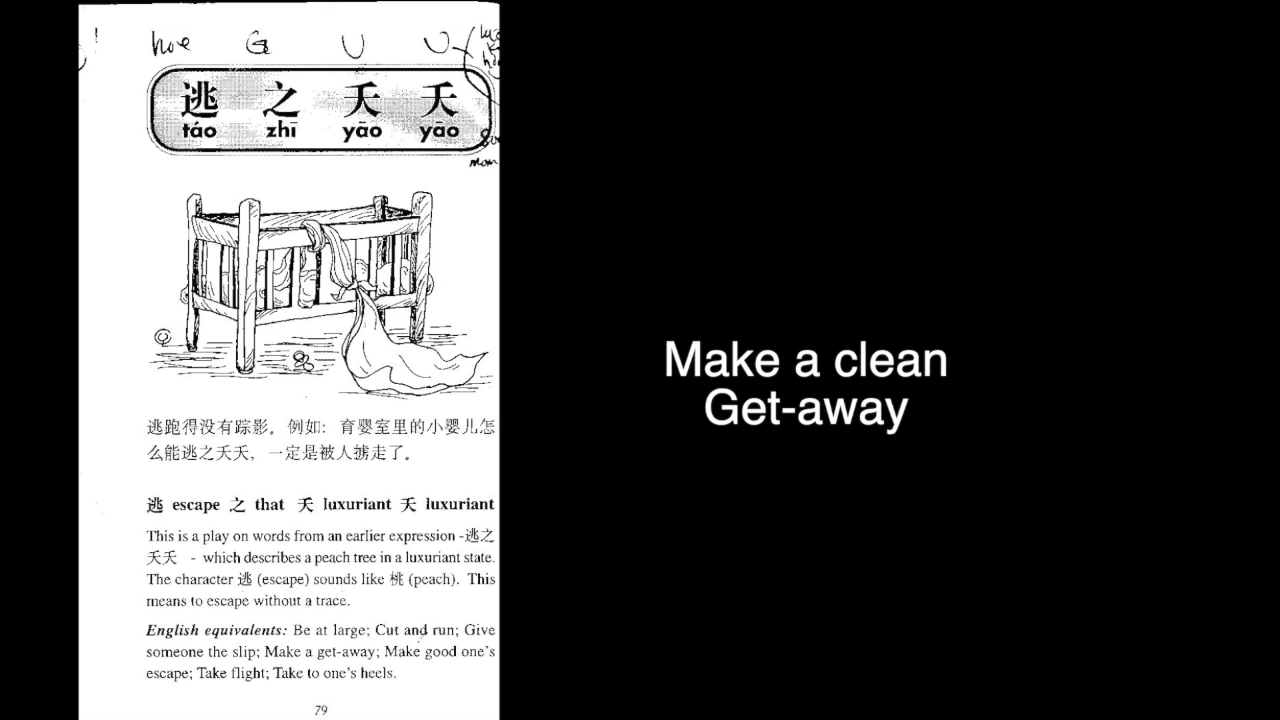 hoe G U U
逃 之 夭 夭
táo zhī yāo yāo
mom
逃跑得没有踪影。例如：育婴室里的小婴儿怎
么能逃之夭夭，一定是被人掳走了。
逃 escape 之 that 夭 luxuriant 夭 luxuriant
This is a play on words from an earlier expression -逃之
夭夭 - which describes a peach tree in a luxuriant state.
The character 逃 (escape) sounds like 桃 (peach). This
means to escape without a trace.
English equivalents: Be at large; Cut and run; Give
someone the slip; Make a get-away; Make good one's
escape; Take flight; Take to one's heels.
79
Make a clean
Get-away